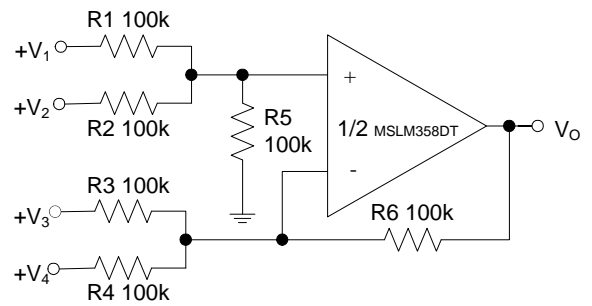 R1 100k
+V1
+
+V2
R2 100k
R5
100k
1/2 MSLM358DT
VO
-
R3 100k
R6 100k
+V3
+V4
R4 100k